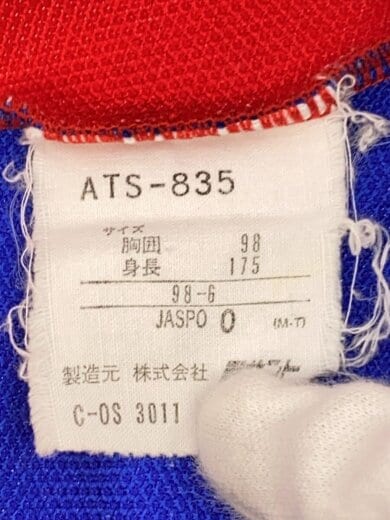 ATS-835
サイズ
胸囲 98
身長 175
98-6
JASPO O (M・T)
製造元 株式会社
C-OS 3011